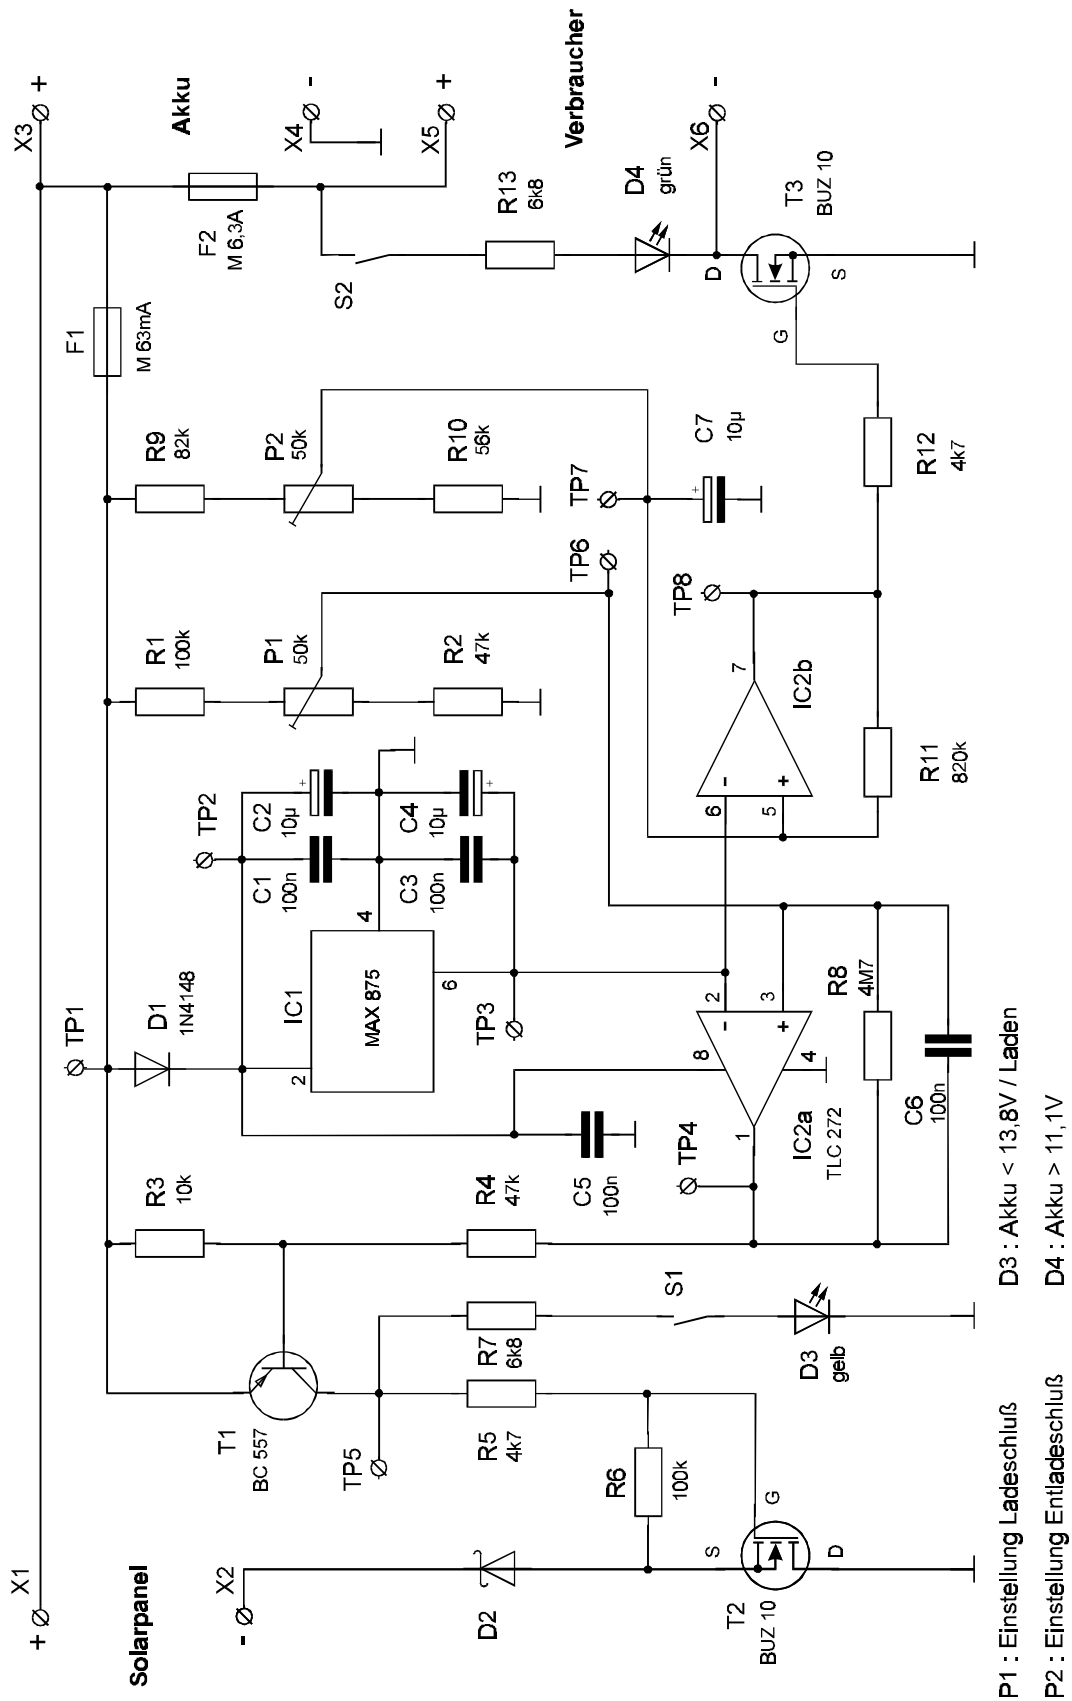 X1
+
Solarpanel
X2
-
D2
T2
BUZ 10
S
G
D
R6
100k
T1
BC 557
TP5
R5
4k7
R7
6k8
S1
D3
gelb
R3
10k
R4
47k
TP4
TP1
D1
1N4148
TP2
IC1
MAX 875
2
4
6
TP3
C1
100n
C2
10µ
+
C3
100n
C4
10µ
+
C5
100n
IC2a
TLC 272
1
2
3
4
8
-
+
R8
4M7
C6
100n
R1
100k
P1
50k
R2
47k
TP6
R9
82k
P2
50k
R10
56k
TP7
C7
10µ
+
TP8
IC2b
5
6
7
-
+
R11
820k
R12
4k7
F1
M 63mA
F2
M 6,3A
S2
R13
6k8
D4
grün
T3
BUZ 10
D
G
S
X3
+
Akku
X4
-
X5
+
Verbraucher
X6
-
P1 : Einstellung Ladeschluß
P2 : Einstellung Entladeschluß
D3 : Akku < 13,8V / Laden
D4 : Akku > 11,1V